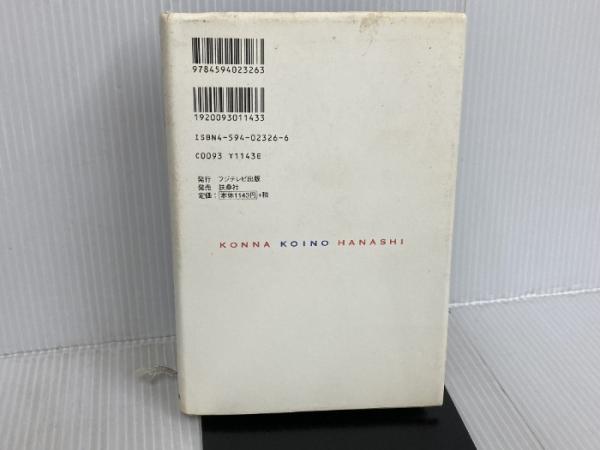 9784594023263
1920093011433
ISBN4-594-02326-6
C0093 ¥1143E
発行 フジテレビ出版
発売 扶桑社
定価：本体1143円+税
KONNA KOINO HANASHI